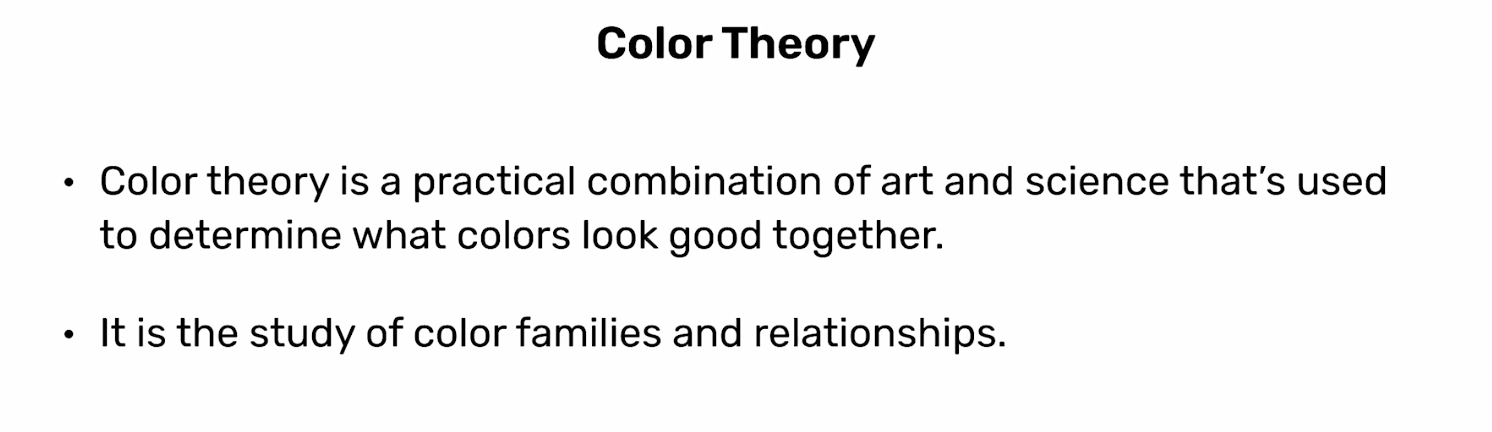 Color Theory
• Color theory is a practical combination of art and science that’s used
to determine what colors look good together.
• It is the study of color families and relationships.